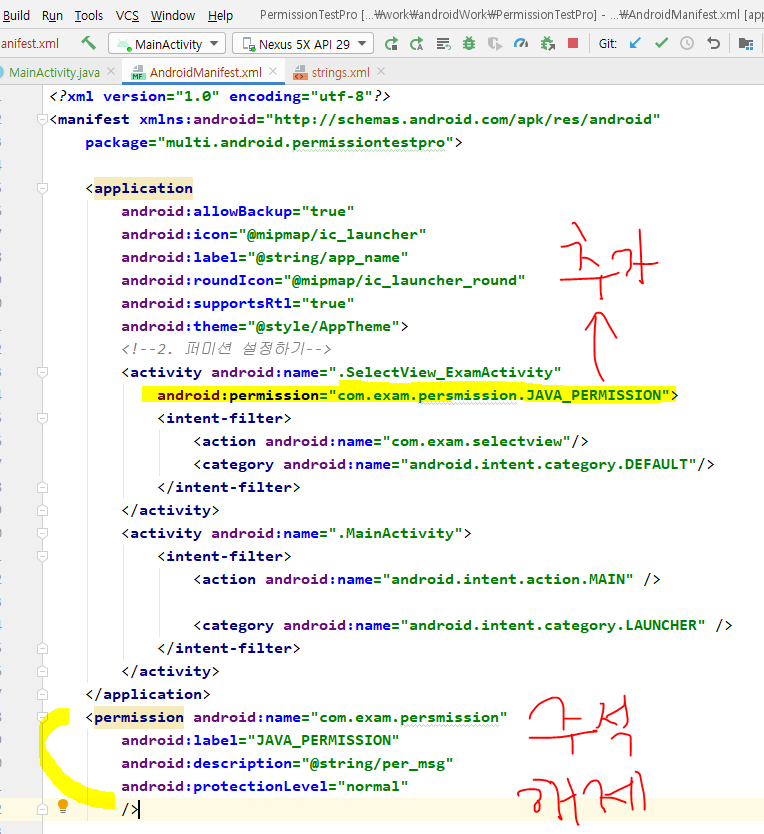 Build Run Tools VCS Window Help PermissionTestPro [...₩work₩androidWork₩PermissionTestPro] - ...₩AndroidManifest.xml [app]
anifest.xml MainActivity Nexus 5X API 29 Git:
MainActivity.java AndroidManifest.xml strings.xml
<?xml version="1.0" encoding="utf-8"?>
<manifest xmlns:android="http://schemas.android.com/apk/res/android"
package="multi.android.permissiontestpro">
<application
android:allowBackup="true"
android:icon="@mipmap/ic_launcher"
android:label="@string/app_name"
android:roundIcon="@mipmap/ic_launcher_round"
android:supportsRtl="true"
android:theme="@style/AppTheme">
추가
<!--2. 퍼미션 설정하기-->
<activity android:name=".SelectView_ExamActivity"
android:permission="com.exam.persmission.JAVA_PERMISSION">
<intent-filter>
<action android:name="com.exam.selectview"/>
<category android:name="android.intent.category.DEFAULT"/>
</intent-filter>
</activity>
<activity android:name=".MainActivity">
<intent-filter>
<action android:name="android.intent.action.MAIN" />
<category android:name="android.intent.category.LAUNCHER" />
</intent-filter>
</activity>
</application>
<permission android:name="com.exam.persmission"
android:label="JAVA_PERMISSION"
android:description="@string/per_msg"
android:protectionLevel="normal"
/>
주석
해제